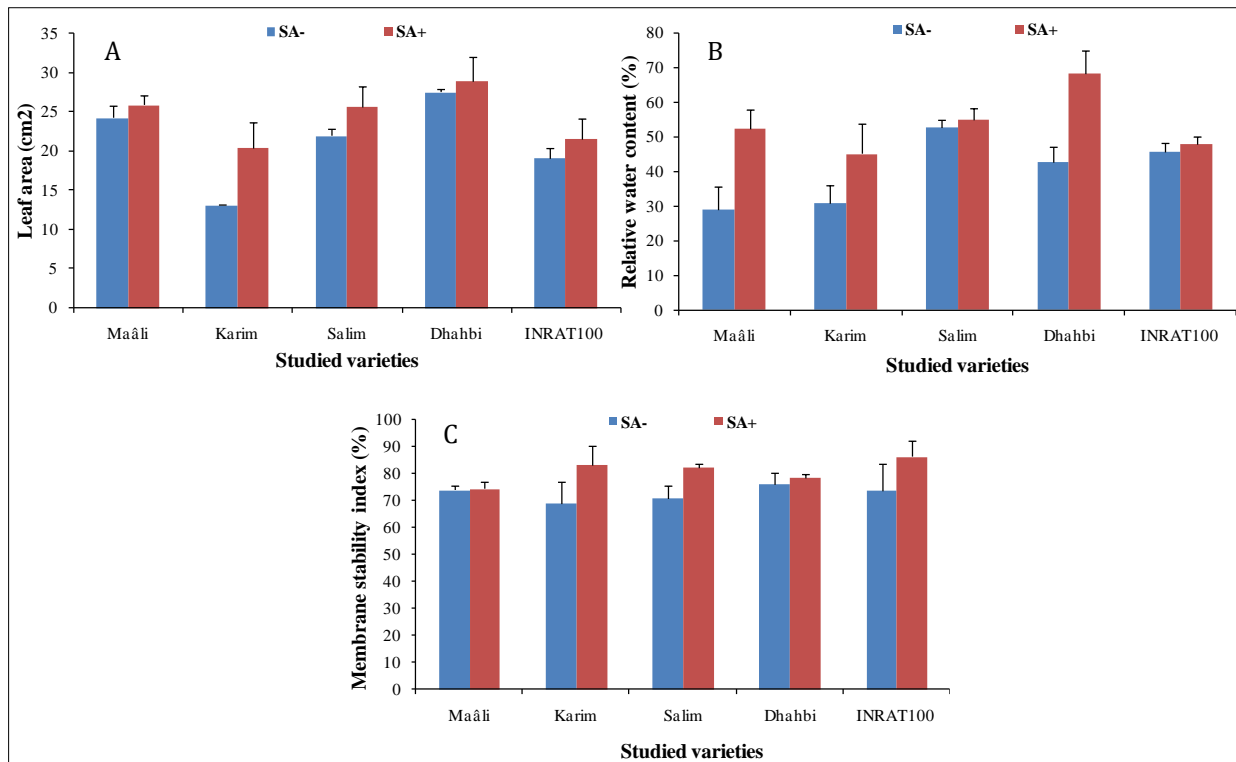 A
SA-
SA+
Leaf area (cm2)
35
30
25
20
15
10
5
0
Maâli
Karim
Salim
Dhahbi
INRAT100
Studied varieties
B
SA-
SA+
Relative water content (%)
80
70
60
50
40
30
20
10
0
Maâli
Karim
Salim
Dhahbi
INRAT100
Studied varieties
C
SA-
SA+
Membrane stability index (%)
100
90
80
70
60
50
40
30
20
10
0
Maâli
Karim
Salim
Dhahbi
INRAT100
Studied varieties